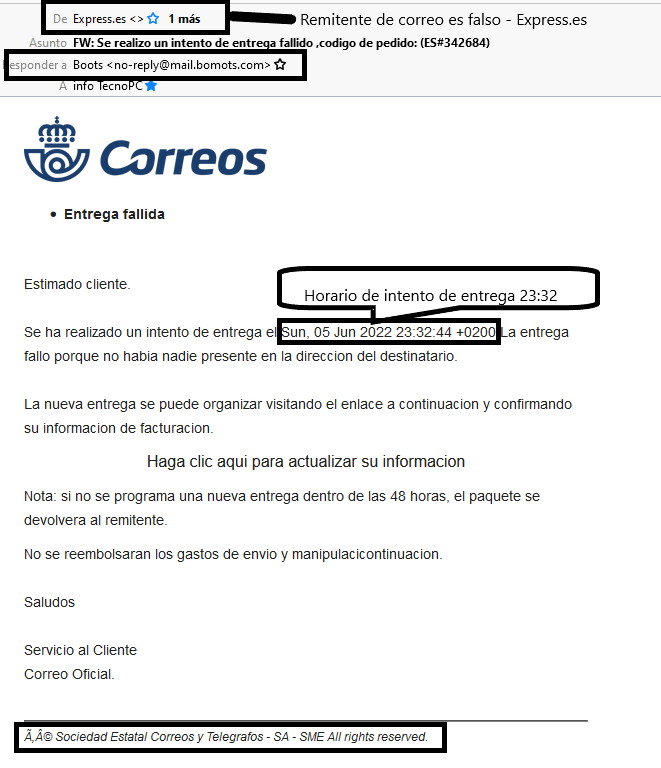 De Express.es <> 1 más Remitente de correo es falso - Express.es
Asunto FW: Se realizo un intento de entrega fallido ,codigo de pedido: (ES#342684)
Responder a Boots <no-reply@mail.bomots.com>
A info TecnoPC
Correos
• Entrega fallida
Estimado cliente.
Horario de intento de entrega 23:32
Se ha realizado un intento de entrega el Sun, 05 Jun 2022 23:32:44 +0200 La entrega
fallo porque no habia nadie presente en la direccion del destinatario.
La nueva entrega se puede organizar visitando el enlace a continuacion y confirmando
su informacion de facturacion.
Haga clic aqui para actualizar su informacion
Nota: si no se programa una nueva entrega dentro de las 48 horas, el paquete se
devolvera al remitente.
No se reembolsaran los gastos de envio y manipulacicontinuacion.
Saludos
Servicio al Cliente
Correo Oficial.
Ã‚Â© Sociedad Estatal Correos y Telegrafos - SA - SME All rights reserved.